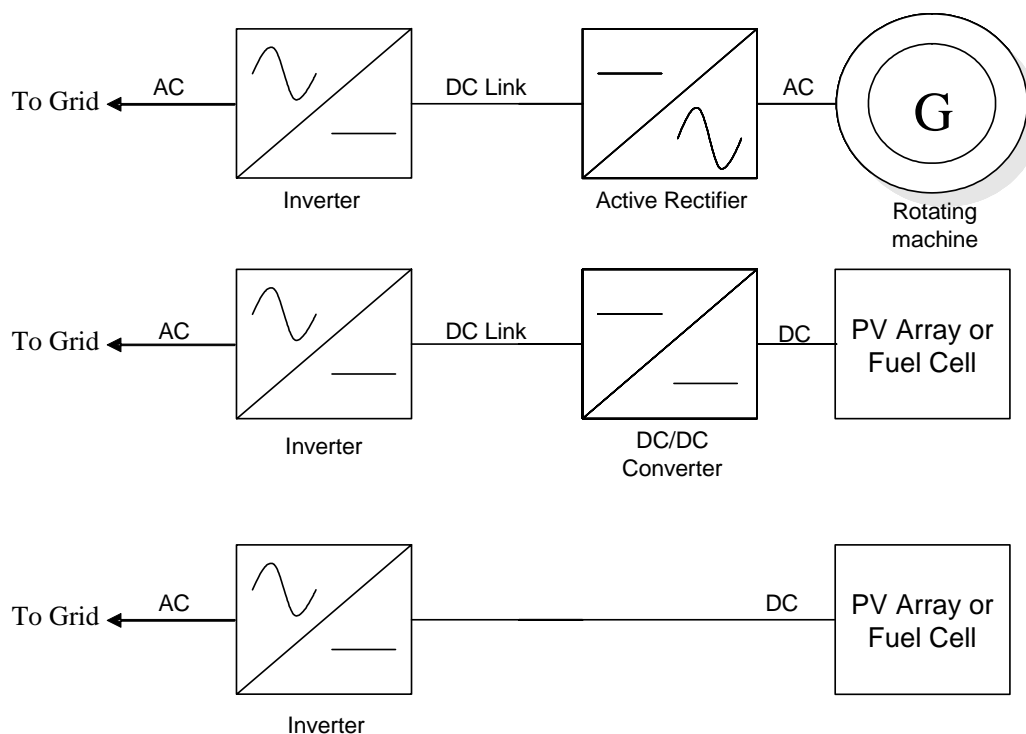 To Grid
AC
Inverter
DC Link
Active Rectifier
AC
G
Rotating
machine
To Grid
AC
Inverter
DC Link
DC/DC
Converter
DC
PV Array or
Fuel Cell
To Grid
AC
Inverter
DC
PV Array or
Fuel Cell